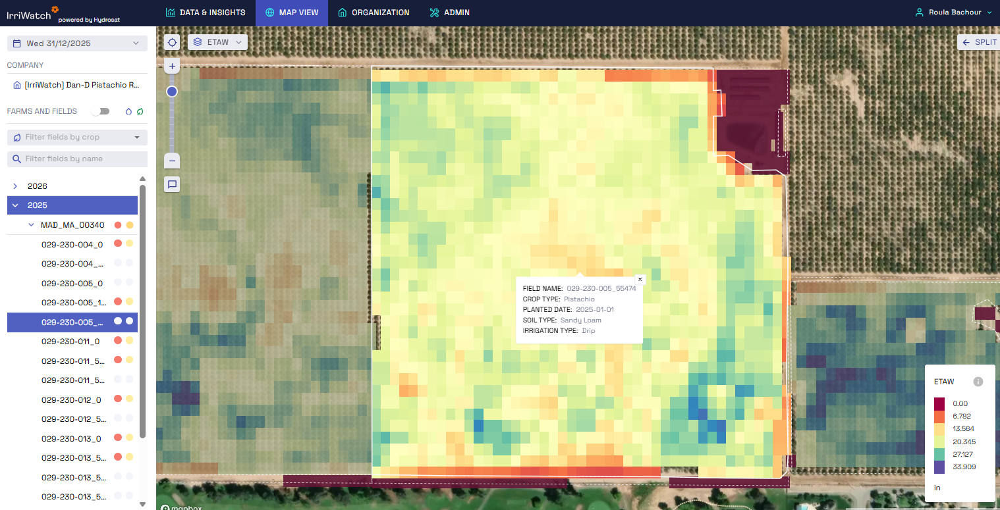 IrriWatch
powered by Hydrosat
DATA & INSIGHTS
MAP VIEW
ORGANIZATION
ADMIN
Roula Bachour
Wed 31/12/2025
COMPANY
[IrriWatch] Dan-D Pistachio R...
FARMS AND FIELDS
Filter fields by crop
Filter fields by name
2026
2025
MAD_MA_00340
029-230-004_0
029-230-004_...
029-230-005_0
029-230-005_1...
029-230-005_...
029-230-011_0
029-230-011_5...
029-230-011_5...
029-230-012_0
029-230-012_5...
029-230-013_0
029-230-013_5...
029-230-013_5...
029-230-013_5...
ETAW
+
−
SPLIT
×
FIELD NAME: 029-230-005_55474
CROP TYPE: Pistachio
PLANTED DATE: 2025-01-01
SOIL TYPE: Sandy Loam
IRRIGATION TYPE: Drip
ETAW
i
0.00
6.782
13.564
20.345
27.127
33.909
in
mapbox